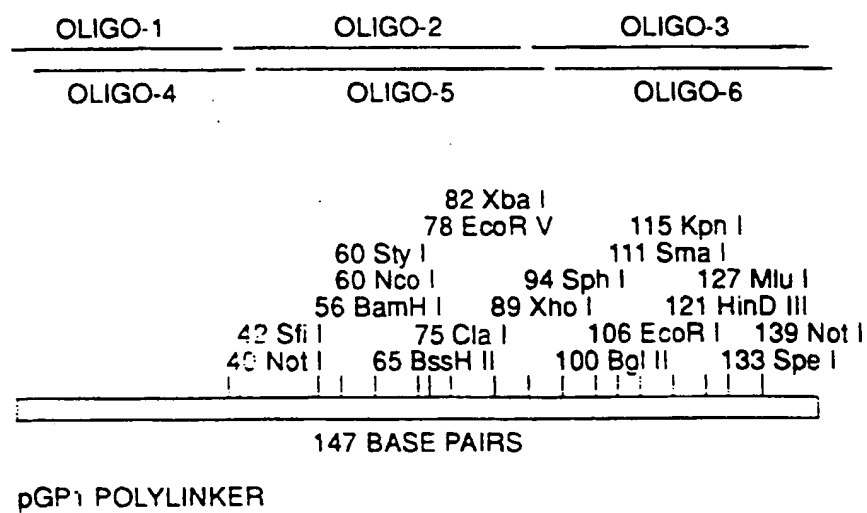 OLIGO-1 OLIGO-2 OLIGO-3
OLIGO-4 OLIGO-5 OLIGO-6
82 Xba I
78 EcoR V 115 Kpn I
60 Sty I 111 Sma I
60 Nco I 94 Sph I 127 Mlu I
56 BamH I 89 Xho I 121 HinD III
42 Sfi I 75 Cla I 106 EcoR I 139 Not I
40 Not I 65 BssH II 100 Bgl II 133 Spe I
147 BASE PAIRS
pGP1 POLYLINKER